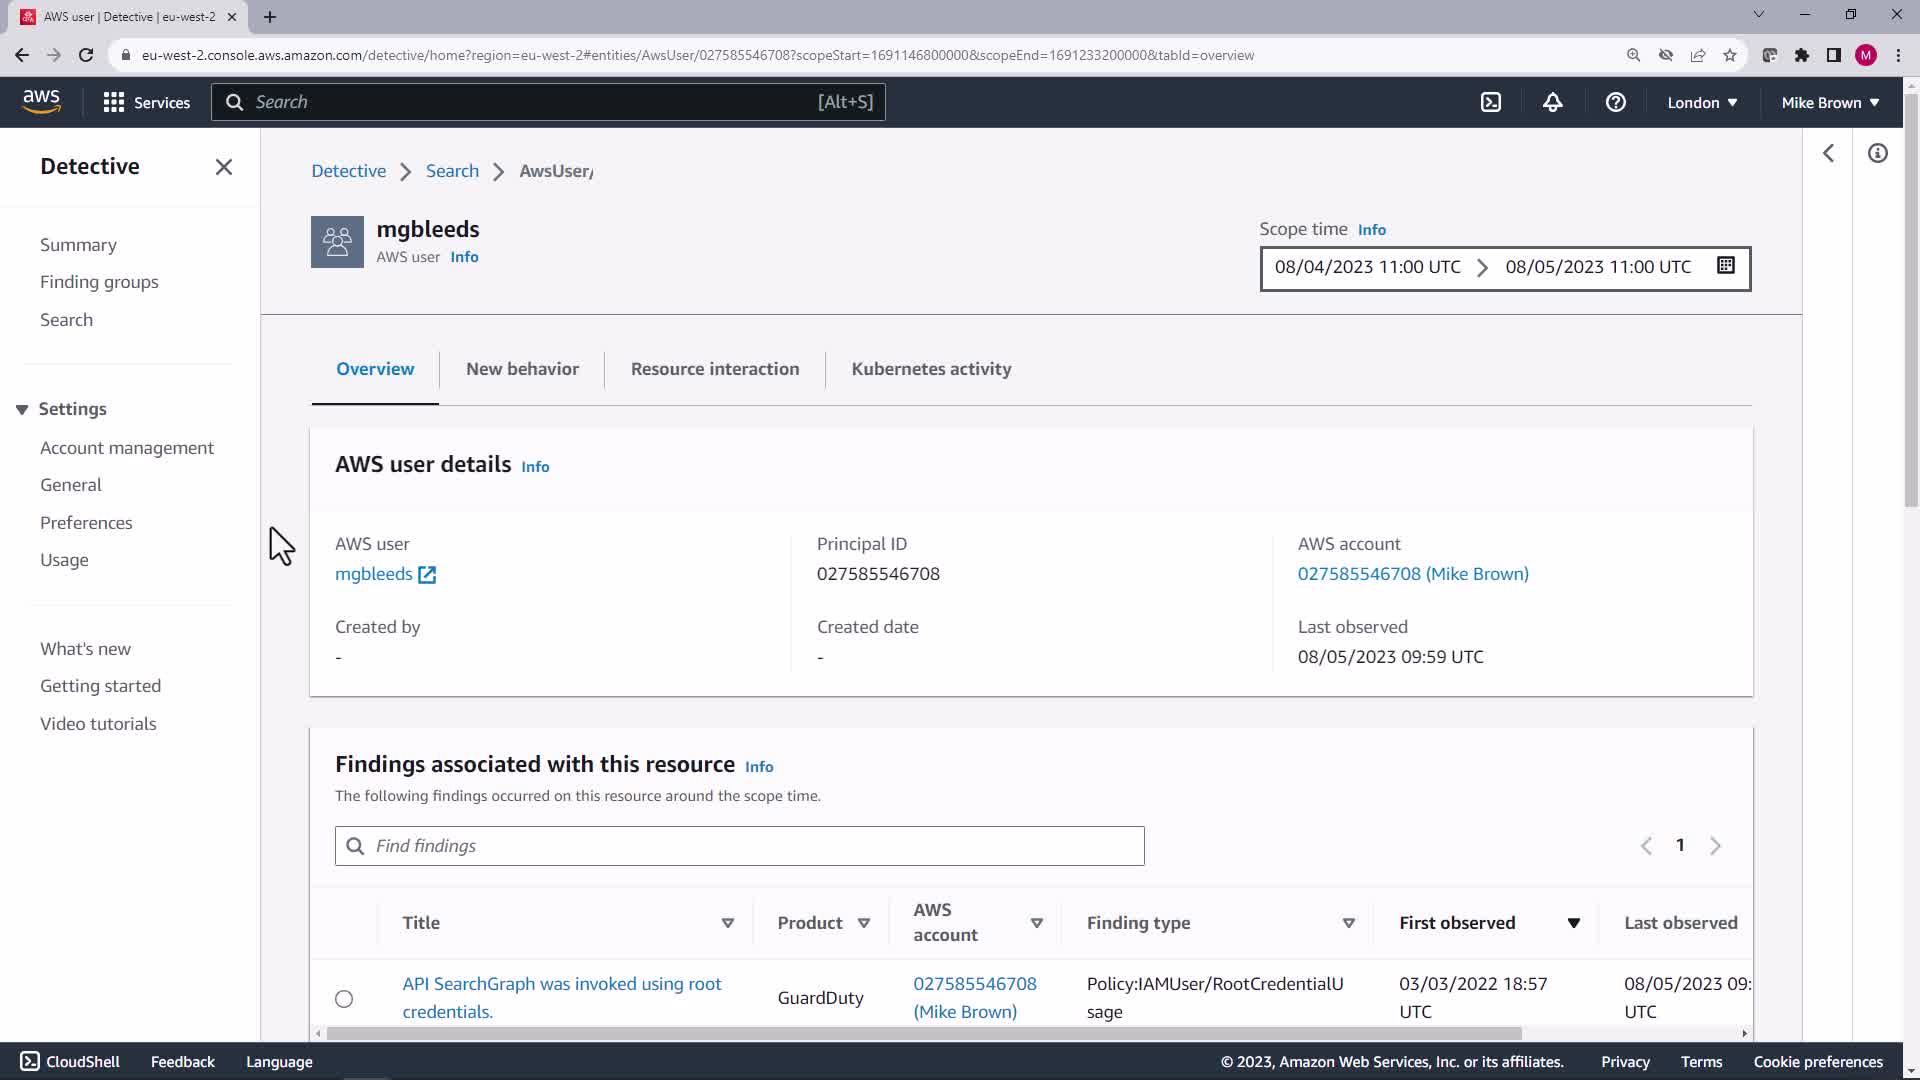 AWS user | Detective | eu-west-2
eu-west-2.console.aws.amazon.com/detective/home?region=eu-west-2#entities/AwsUser/027585546708?scopeStart=1691146800000&scopeEnd=1691233200000&tabId=overview
M
aws
Services
Search
[Alt+S]
London
Mike Brown
Detective
Summary
Finding groups
Search
Settings
Account management
General
Preferences
Usage
What's new
Getting started
Video tutorials
Detective
Search
AwsUser/
mgbleeds
AWS user Info
Scope time Info
08/04/2023 11:00 UTC
08/05/2023 11:00 UTC
Overview
New behavior
Resource interaction
Kubernetes activity
AWS user details Info
AWS user
mgbleeds
Principal ID
027585546708
AWS account
027585546708 (Mike Brown)
Created by
-
Created date
-
Last observed
08/05/2023 09:59 UTC
Findings associated with this resource Info
The following findings occurred on this resource around the scope time.
Find findings
1
Title
Product
AWS
account
Finding type
First observed
Last observed
API SearchGraph was invoked using root
credentials.
GuardDuty
027585546708
(Mike Brown)
Policy:IAMUser/RootCredentialU
sage
03/03/2022 18:57
UTC
08/05/2023 09:
UTC
CloudShell
Feedback
Language
© 2023, Amazon Web Services, Inc. or its affiliates.
Privacy
Terms
Cookie preferences